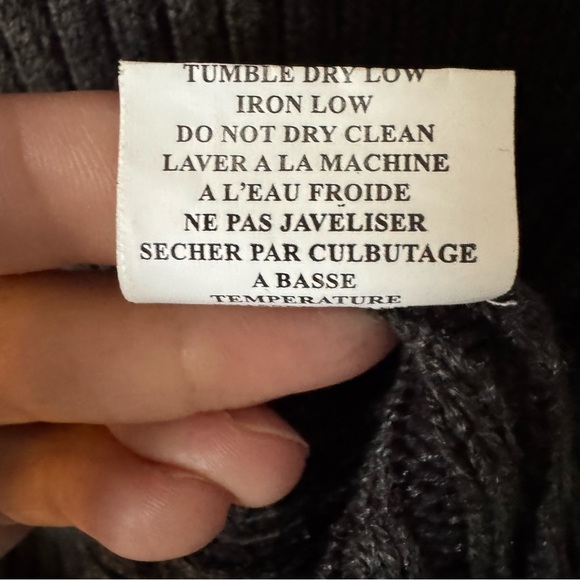 TUMBLE DRY LOW
IRON LOW
DO NOT DRY CLEAN
LAVER A LA MACHINE
A L'EAU FROIDE
NE PAS JAVÉLISER
SECHER PAR CULBUTAGE
A BASSE
TEMPERATURE